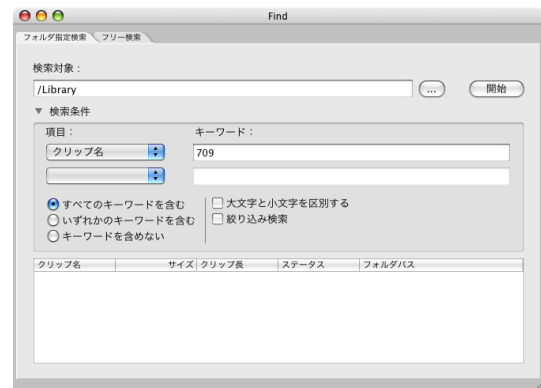 Find
フォルダ指定検索 フリー検索
検索対象：
/Library ... 開始
▼ 検索条件
項目： キーワード：
クリップ名 709
すべてのキーワードを含む 大文字と小文字を区別する
いずれかのキーワードを含む 絞り込み検索
キーワードを含めない
クリップ名 サイズ クリップ長 ステータス フォルダパス